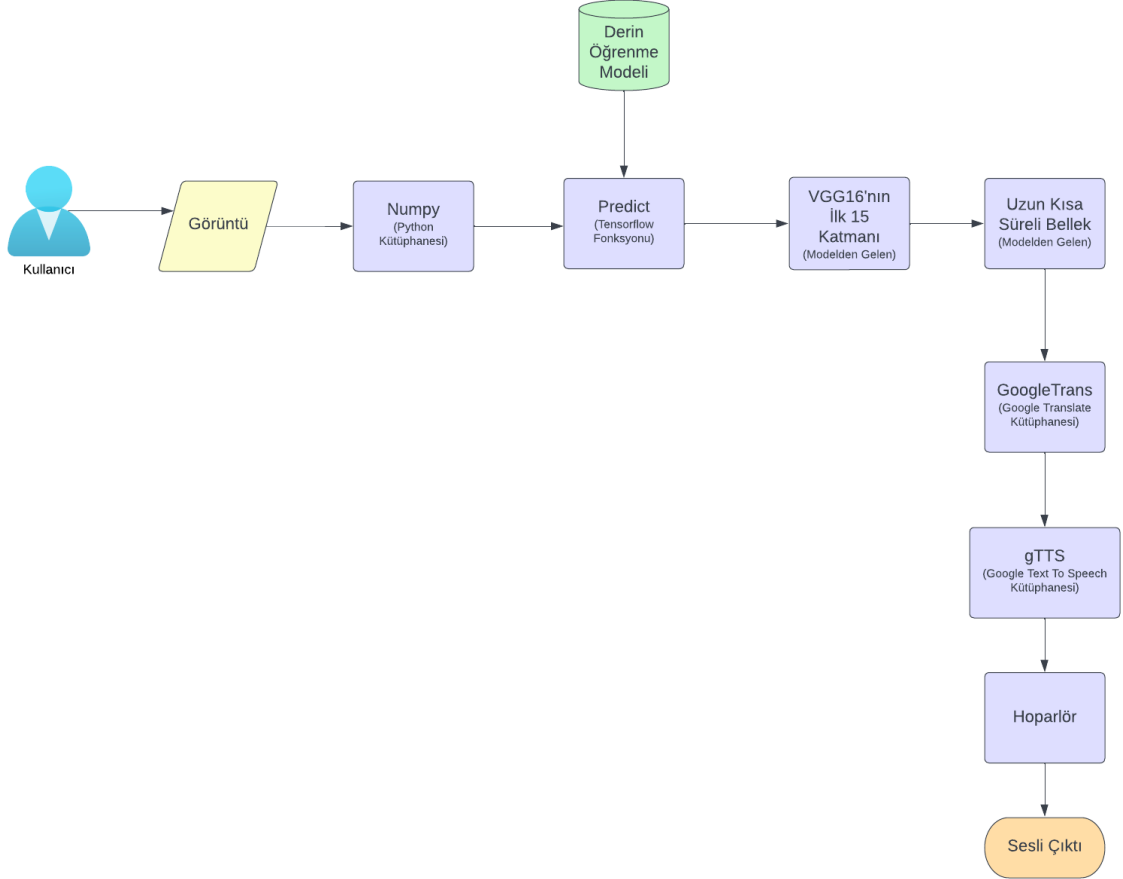 Derin
Öğrenme
Modeli
Kullanıcı
Görüntü
Numpy
(Python
Kütüphanesi)
Predict
(Tensorflow
Fonksyonu)
VGG16'nın
İlk 15
Katmanı
(Modelden Gelen)
Uzun Kısa
Süreli Bellek
(Modelden Gelen)
GoogleTrans
(Google Translate
Kütüphanesi)
gTTS
(Google Text To Speech
Kütüphanesi)
Hoparlör
Sesli Çıktı